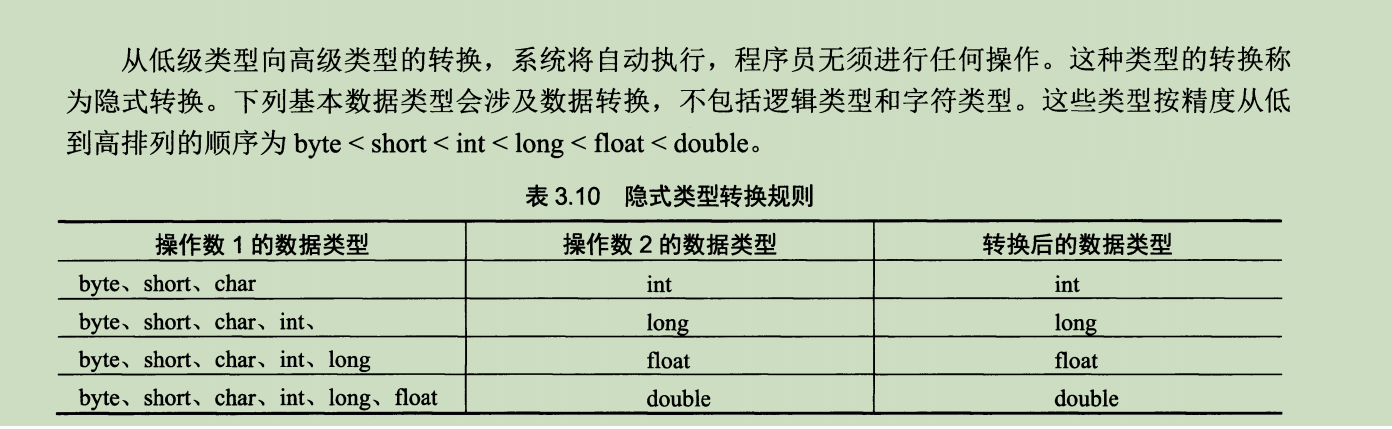 从低级类型向高级类型的转换，系统将自动执行，程序员无须进行任何操作。这种类型的转换称
为隐式转换。下列基本数据类型会涉及数据转换，不包括逻辑类型和字符类型。这些类型按精度从低
到高排列的顺序为 byte < short < int < long < float < double。
表 3.10 隐式类型转换规则
操作数 1 的数据类型 操作数 2 的数据类型 转换后的数据类型
byte、short、char int int
byte、short、char、int、 long long
byte、short、char、int、long float float
byte、short、char、int、long、float double double